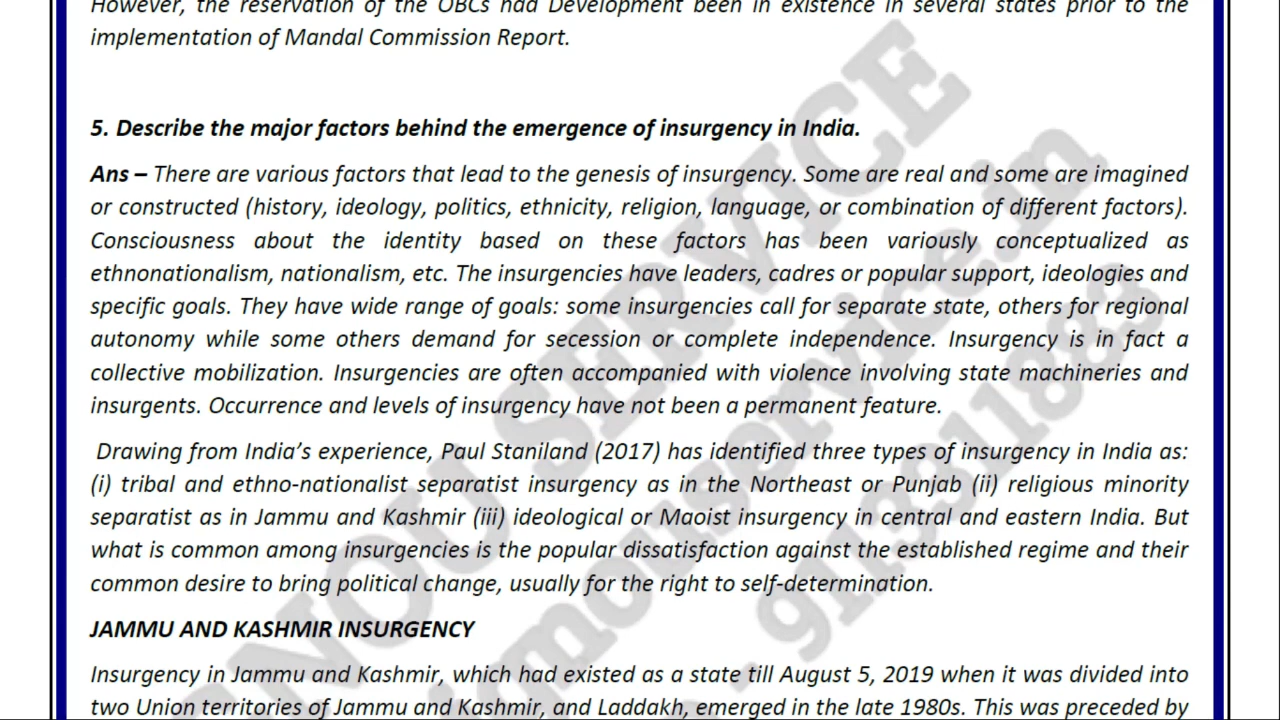 However, the reservation of the OBCs had Development been in existence in several states prior to the
implementation of Mandal Commission Report.
5. Describe the major factors behind the emergence of insurgency in India.
Ans – There are various factors that lead to the genesis of insurgency. Some are real and some are imagined
or constructed (history, ideology, politics, ethnicity, religion, language, or combination of different factors).
Consciousness about the identity based on these factors has been variously conceptualized as
ethnonationalism, nationalism, etc. The insurgencies have leaders, cadres or popular support, ideologies and
specific goals. They have wide range of goals: some insurgencies call for separate state, others for regional
autonomy while some others demand for secession or complete independence. Insurgency is in fact a
collective mobilization. Insurgencies are often accompanied with violence involving state machineries and
insurgents. Occurrence and levels of insurgency have not been a permanent feature.
Drawing from India's experience, Paul Staniland (2017) has identified three types of insurgency in India as:
(i) tribal and ethno-nationalist separatist insurgency as in the Northeast or Punjab (ii) religious minority
separatist as in Jammu and Kashmir (iii) ideological or Maoist insurgency in central and eastern India. But
what is common among insurgencies is the popular dissatisfaction against the established regime and their
common desire to bring political change, usually for the right to self-determination.
JAMMU AND KASHMIR INSURGENCY
Insurgency in Jammu and Kashmir, which had existed as a state till August 5, 2019 when it was divided into
two Union territories of Jammu and Kashmir, and Laddakh, emerged in the late 1980s. This was preceded by
GNOU SERVICE
ignouservice.in
- 9113311883